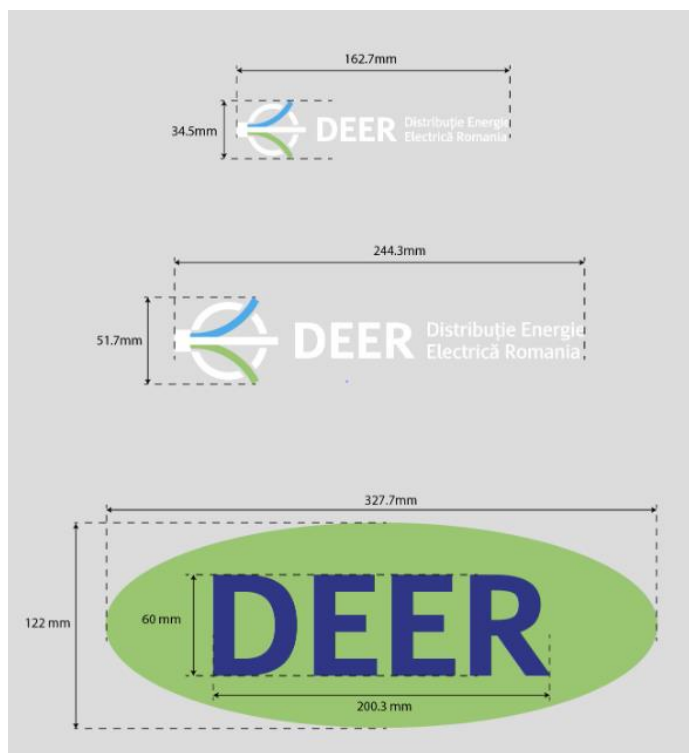 162.7mm
34.5mm
DEER
Distribuție Energie
Electrică Romania
244.3mm
51.7mm
DEER
Distribuție Energie
Electrică Romania
327.7mm
122 mm
60 mm
DEER
200.3 mm